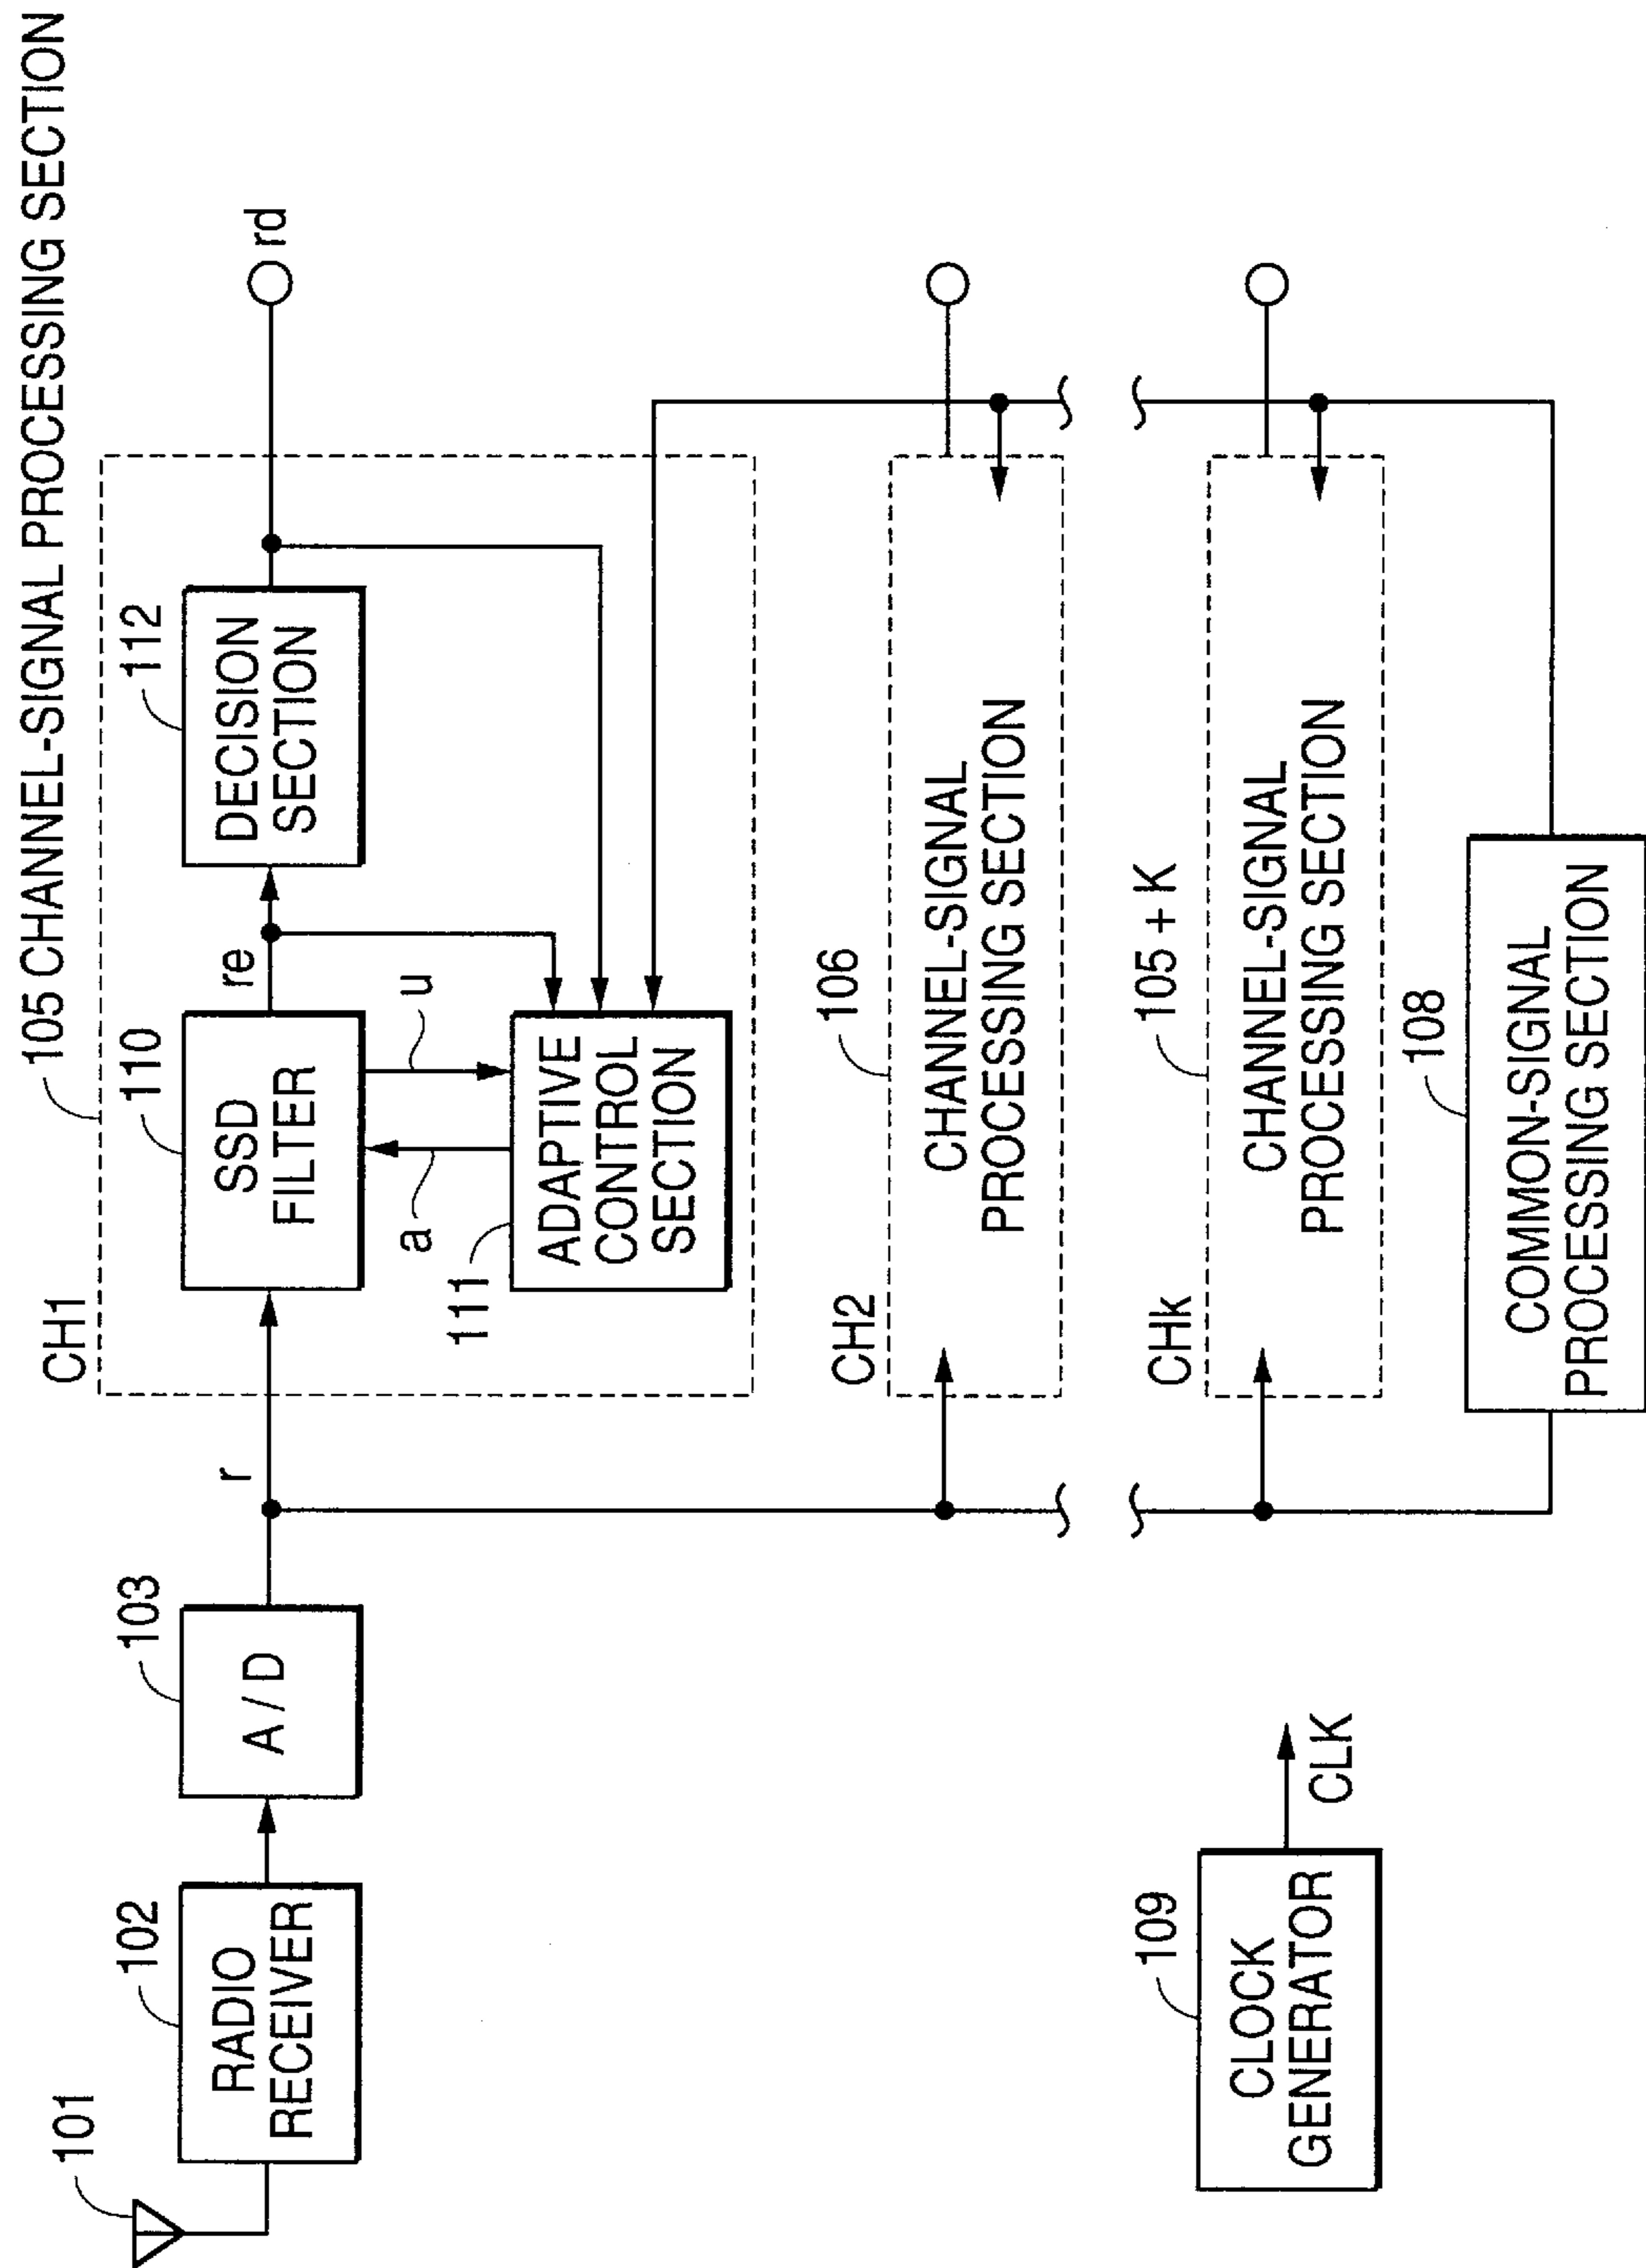 105 CHANNEL-SIGNAL PROCESSING SECTION
CH1
101
102
RADIO
RECEIVER
103
A / D
r
110
SSD
FILTER
re
112
DECISION
SECTION
rd
a
u
111
ADAPTIVE
CONTROL
SECTION
CH2
106
CHANNEL-SIGNAL
PROCESSING SECTION
CHk
105 + K
CHANNEL-SIGNAL
PROCESSING SECTION
109
CLOCK
GENERATOR
CLK
108
COMMON-SIGNAL
PROCESSING SECTION